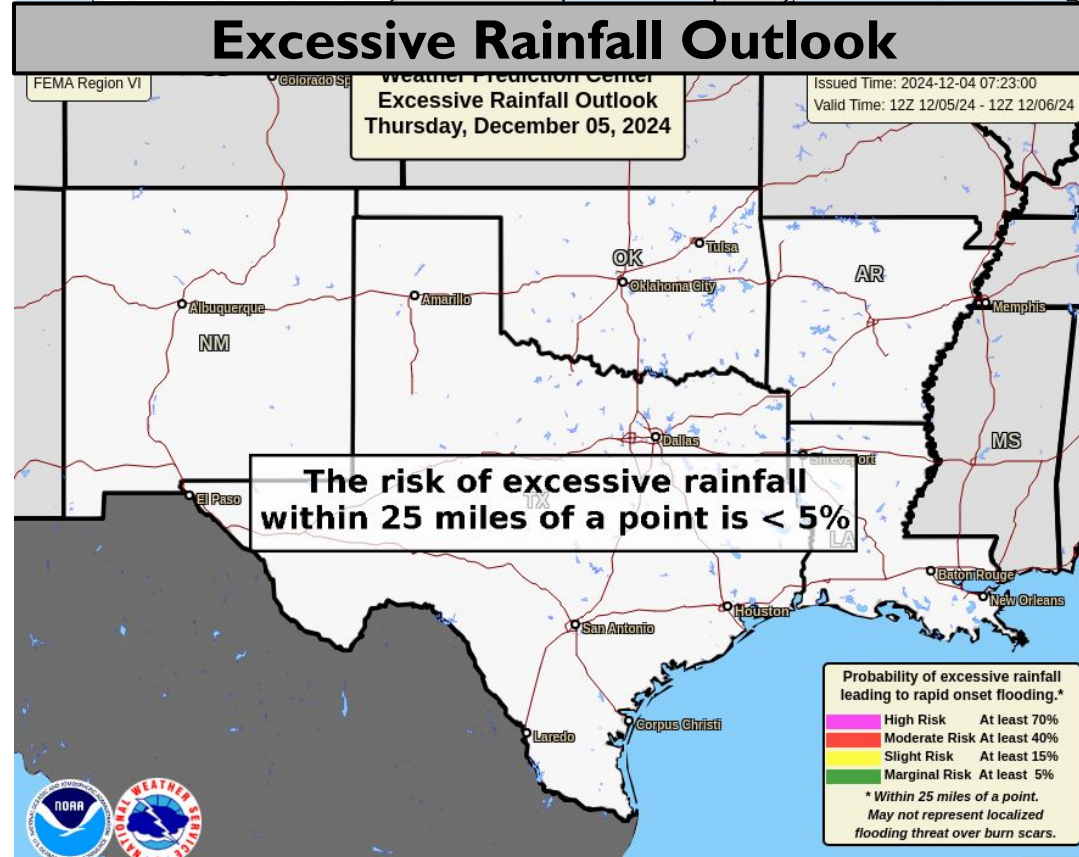 Excessive Rainfall Outlook
FEMA Region VI
Weather Prediction Center
Excessive Rainfall Outlook
Thursday, December 05, 2024
Issued Time: 2024-12-04 07:23:00
Valid Time: 12Z 12/05/24 - 12Z 12/06/24
Colorado Sp
Tulsa
OK
AR
Oklahoma City
Amarillo
Albuquerque
Memphis
NM
Dallas
MS
Shreveport
The risk of excessive rainfall
within 25 miles of a point is < 5%
El Paso
TX
LA
Baton Rouge
New Orleans
Houston
San Antonio
Corpus Christi
Laredo
Probability of excessive rainfall
leading to rapid onset flooding.*
High Risk At least 70%
Moderate Risk At least 40%
Slight Risk At least 15%
Marginal Risk At least 5%
* Within 25 miles of a point.
May not represent localized
flooding threat over burn scars.
NOAA
NATIONAL WEATHER SERVICE